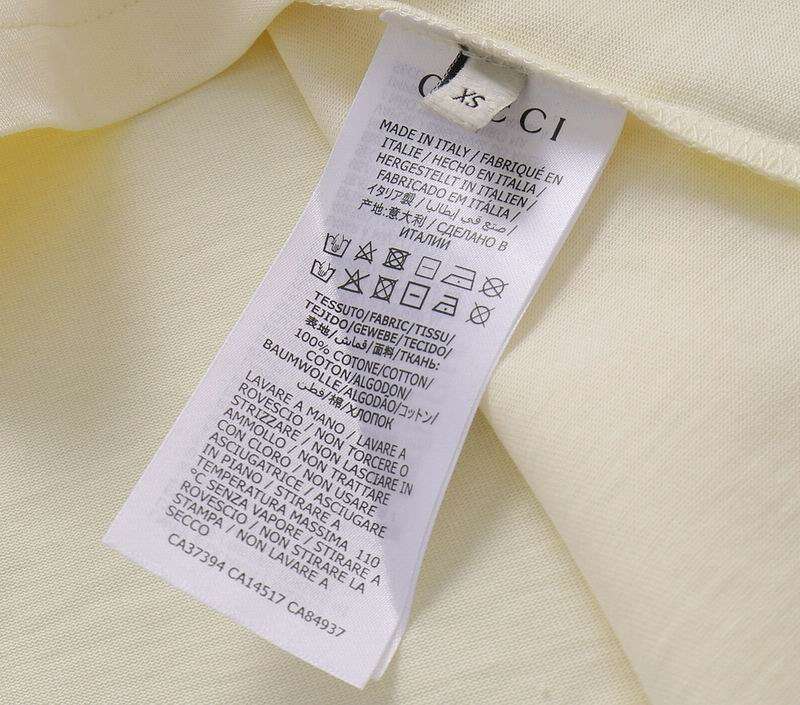 XS
MADE IN ITALY / FABRIQUÉ EN
ITALIE / HECHO EN ITALIA /
HERGESTELLT IN ITALIEN /
FABRICADO EM ITÁLIA /
イタリア製 / صنع في إيطاليا /
产地:意大利 / СДЕЛАНО В
ИТАЛИИ
TESSUTO/FABRIC/TISSU/
TEJIDO/GEWEBE/TECIDO/
表地/قماش/面料/ТКАНЬ:
100% COTONE/COTTON/
COTON/ALGODON/
BAUMWOLLE/ALGODÃO/コットン/
قطن/棉/ХЛОПОК
LAVARE A MANO / LAVARE A
ROVESCIO / NON TORCERE O
STRIZZARE / NON LASCIARE IN
AMMOLLO / NON TRATTARE
CON CLORO / NON USARE
ASCIUGATRICE / ASCIUGARE
IN PIANO / STIRARE A
TEMPERATURA MASSIMA 110
°C SENZA VAPORE / STIRARE A
ROVESCIO / NON STIRARE LA
STAMPA / NON LAVARE A
SECCO
CA37394 CA14517 CA84937